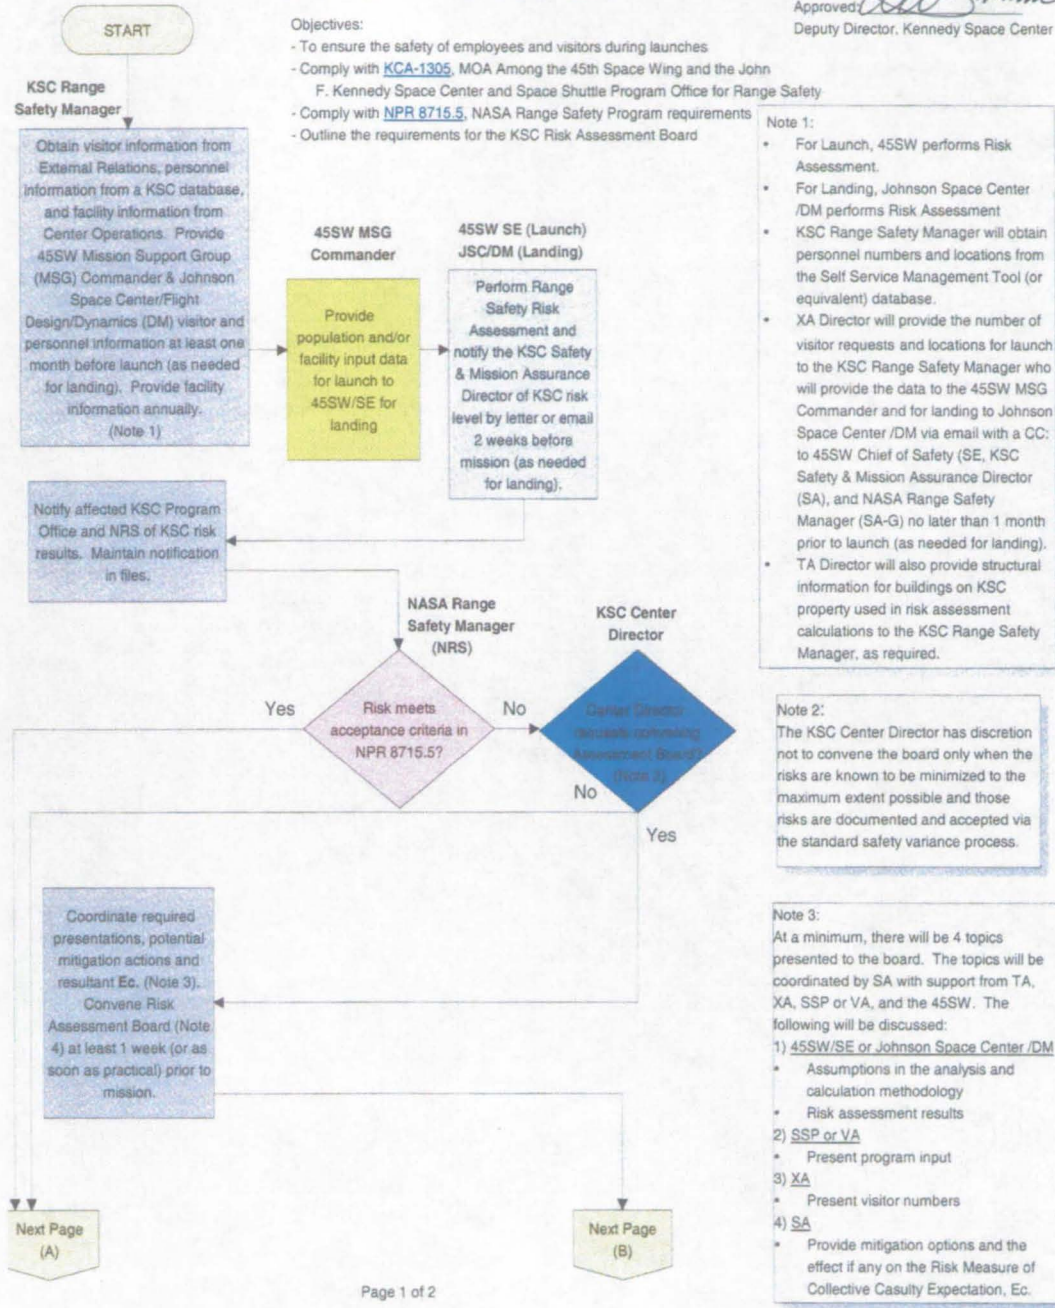 Approved:
Deputy Director, Kennedy Space Center
START
Objectives:
- To ensure the safety of employees and visitors during launches
- Comply with KCA-1305, MOA Among the 45th Space Wing and the John
F. Kennedy Space Center and Space Shuttle Program Office for Range Safety
- Comply with NPR 8715.5, NASA Range Safety Program requirements
- Outline the requirements for the KSC Risk Assessment Board
KSC Range
Safety Manager
Obtain visitor information from
External Relations, personnel
information from a KSC database,
and facility information from
Center Operations. Provide
45SW Mission Support Group
(MSG) Commander & Johnson
Space Center/Flight
Design/Dynamics (DM) visitor and
personnel information at least one
month before launch (as needed
for landing). Provide facility
information annually.
(Note 1)
45SW MSG
Commander
Provide
population and/or
facility input data
for launch to
45SW/SE for
landing
45SW SE (Launch)
JSC/DM (Landing)
Perform Range
Safety Risk
Assessment and
notify the KSC Safety
& Mission Assurance
Director of KSC risk
level by letter or email
2 weeks before
mission (as needed
for landing).
Notify affected KSC Program
Office and NRS of KSC risk
results. Maintain notification
in files.
NASA Range
Safety Manager
(NRS)
Risk meets
acceptance criteria in
NPR 8715.5?
Yes
No
KSC Center
Director
Center Director
requests convening
Assessment Board?
(Note 2)
No
Yes
Coordinate required
presentations, potential
mitigation actions and
resultant Ec. (Note 3).
Convene Risk
Assessment Board (Note
4) at least 1 week (or as
soon as practical) prior to
mission.
Next Page
(A)
Next Page
(B)
Page 1 of 2
Note 1:
• For Launch, 45SW performs Risk
Assessment.
• For Landing, Johnson Space Center
/DM performs Risk Assessment
• KSC Range Safety Manager will obtain
personnel numbers and locations from
the Self Service Management Tool (or
equivalent) database.
• XA Director will provide the number of
visitor requests and locations for launch
to the KSC Range Safety Manager who
will provide the data to the 45SW MSG
Commander and for landing to Johnson
Space Center /DM via email with a CC:
to 45SW Chief of Safety (SE, KSC
Safety & Mission Assurance Director
(SA), and NASA Range Safety
Manager (SA-G) no later than 1 month
prior to launch (as needed for landing).
• TA Director will also provide structural
information for buildings on KSC
property used in risk assessment
calculations to the KSC Range Safety
Manager, as required.
Note 2:
The KSC Center Director has discretion
not to convene the board only when the
risks are known to be minimized to the
maximum extent possible and those
risks are documented and accepted via
the standard safety variance process.
Note 3:
At a minimum, there will be 4 topics
presented to the board. The topics will be
coordinated by SA with support from TA,
XA, SSP or VA, and the 45SW. The
following will be discussed:
1) 45SW/SE or Johnson Space Center /DM
• Assumptions in the analysis and
calculation methodology
• Risk assessment results
2) SSP or VA
• Present program input
3) XA
• Present visitor numbers
4) SA
• Provide mitigation options and the
effect if any on the Risk Measure of
Collective Casulty Expectation, Ec.